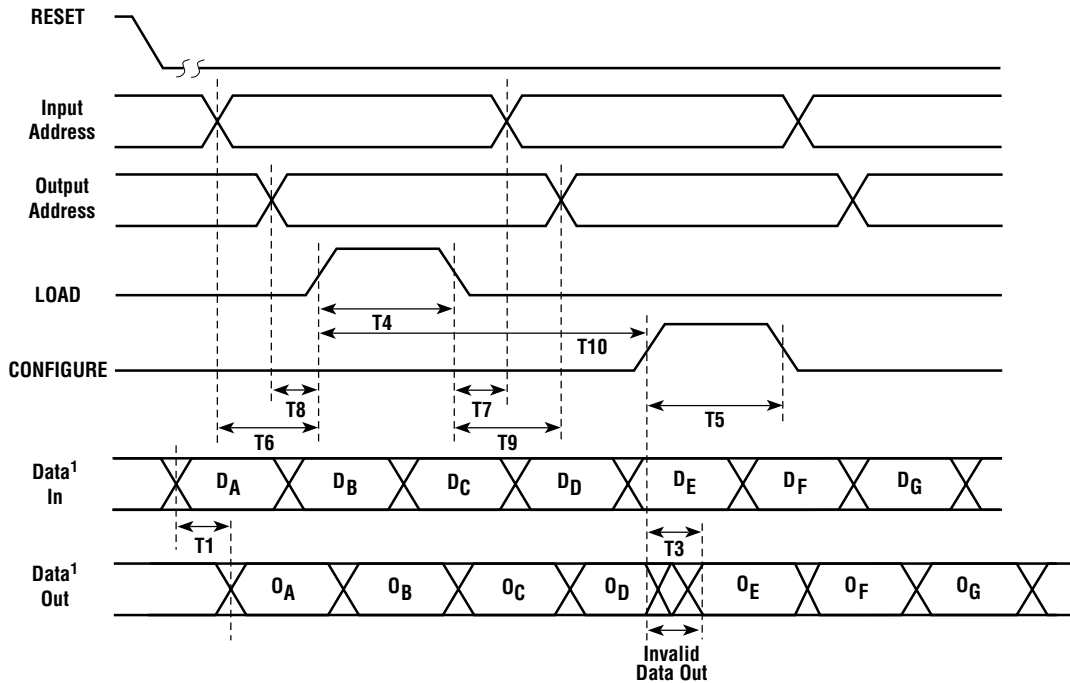 RESET
Input
Address
Output
Address
LOAD
T4
T10
CONFIGURE
T8
T7
T5
T6
T9
Data1
In
DA
DB
DC
DD
DE
DF
DG
T1
T3
Data1
Out
OA
OB
OC
OD
OE
OF
OG
Invalid
Data Out